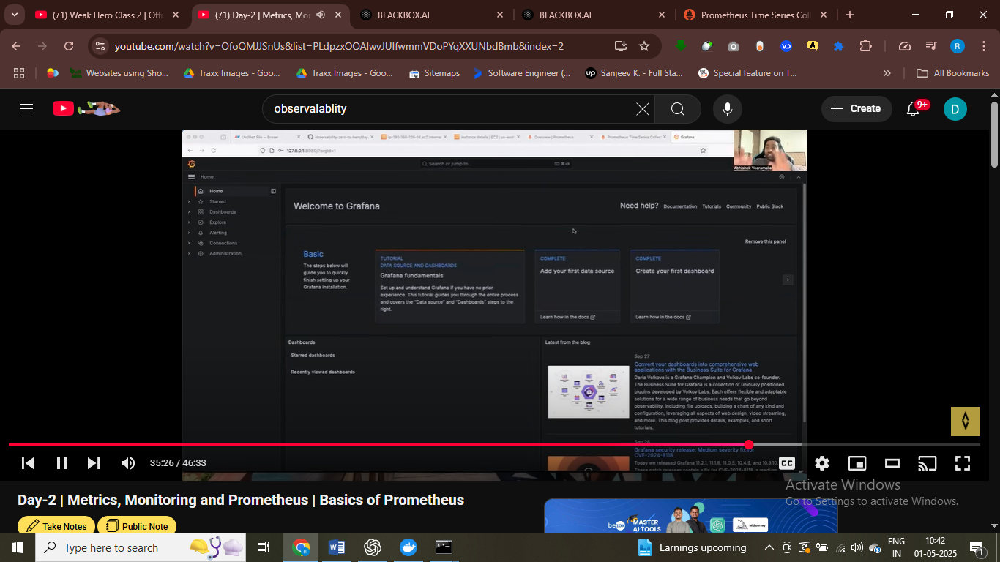 (71) Weak Hero Class 2 | Offi
(71) Day-2 | Metrics, Mo
BLACKBOX.AI
BLACKBOX.AI
Prometheus Time Series Coll
youtube.com/watch?v=OfoQMJJSnUs&list=PLdpzxOOAlwvJUIfwmmVDoPYqXXUNbdBmb&index=2
R
Websites using Sho...
Traxx Images - Goo...
Traxx Images - Goo...
Sitemaps
Software Engineer (...
up
Sanjeev K. - Full Sta...
Special feature on T...
All Bookmarks
observalablity
Create
9+
D
Untitled File — Eraser
observability-zero-to-hero/day
Instance details | EC2 | us-east
Overview | Prometheus
Prometheus Time Series Collec
Grafana
127.0.0.1:8080/?orgId=1
Abhishek Veeramalla
Search or jump to...
Home
Home
Starred
Dashboards
Explore
Alerting
Connections
Administration
Welcome to Grafana
Need help?
Documentation
Tutorials
Community
Public Slack
Remove this panel
Basic
The steps below will
guide you to quickly
finish setting up your
Grafana installation.
TUTORIAL
DATA SOURCE AND DASHBOARDS
Grafana fundamentals
Set up and understand Grafana if you have no prior
experience. This tutorial guides you through the entire process
and covers the "Data source" and "Dashboards" steps to the
right.
COMPLETE
Add your first data source
Learn how in the docs
COMPLETE
Create your first dashboard
Learn how in the docs
Dashboards
Starred dashboards
Recently viewed dashboards
Latest from the blog
Sep 27
Convert your dashboards into comprehensive web
applications with the Business Suite for Grafana
Daria Volkova is a Grafana Champion and Volkov Labs co-founder.
The Business Suite for Grafana is a collection of uniquely positioned
plugins developed by Volkov Labs. Each offers flexible and adaptable
solutions for a wide range of business needs that go beyond
observability, including file uploads, building a chart of any kind and
configuration, leveraging all aspects of web design, video streaming,
and more. This blog post provides details, examples, and short
tutorials.
Sep 26
Grafana security release: Medium severity fix for
CVE-2024-8118
Today we released Grafana 11.2.1, 11.1.6, 11.0.5, 10.4.9, and 10.3.10.
35:26 / 46:33
CC
Activate Windows
Go to Settings to activate Windows.
Day-2 | Metrics, Monitoring and Prometheus | Basics of Prometheus
Take Notes
Public Note
be10x
MASTER
AI TOOLS
Midjourney
Type here to search
Earnings upcoming
ENG
IN
10:42
01-05-2025
1